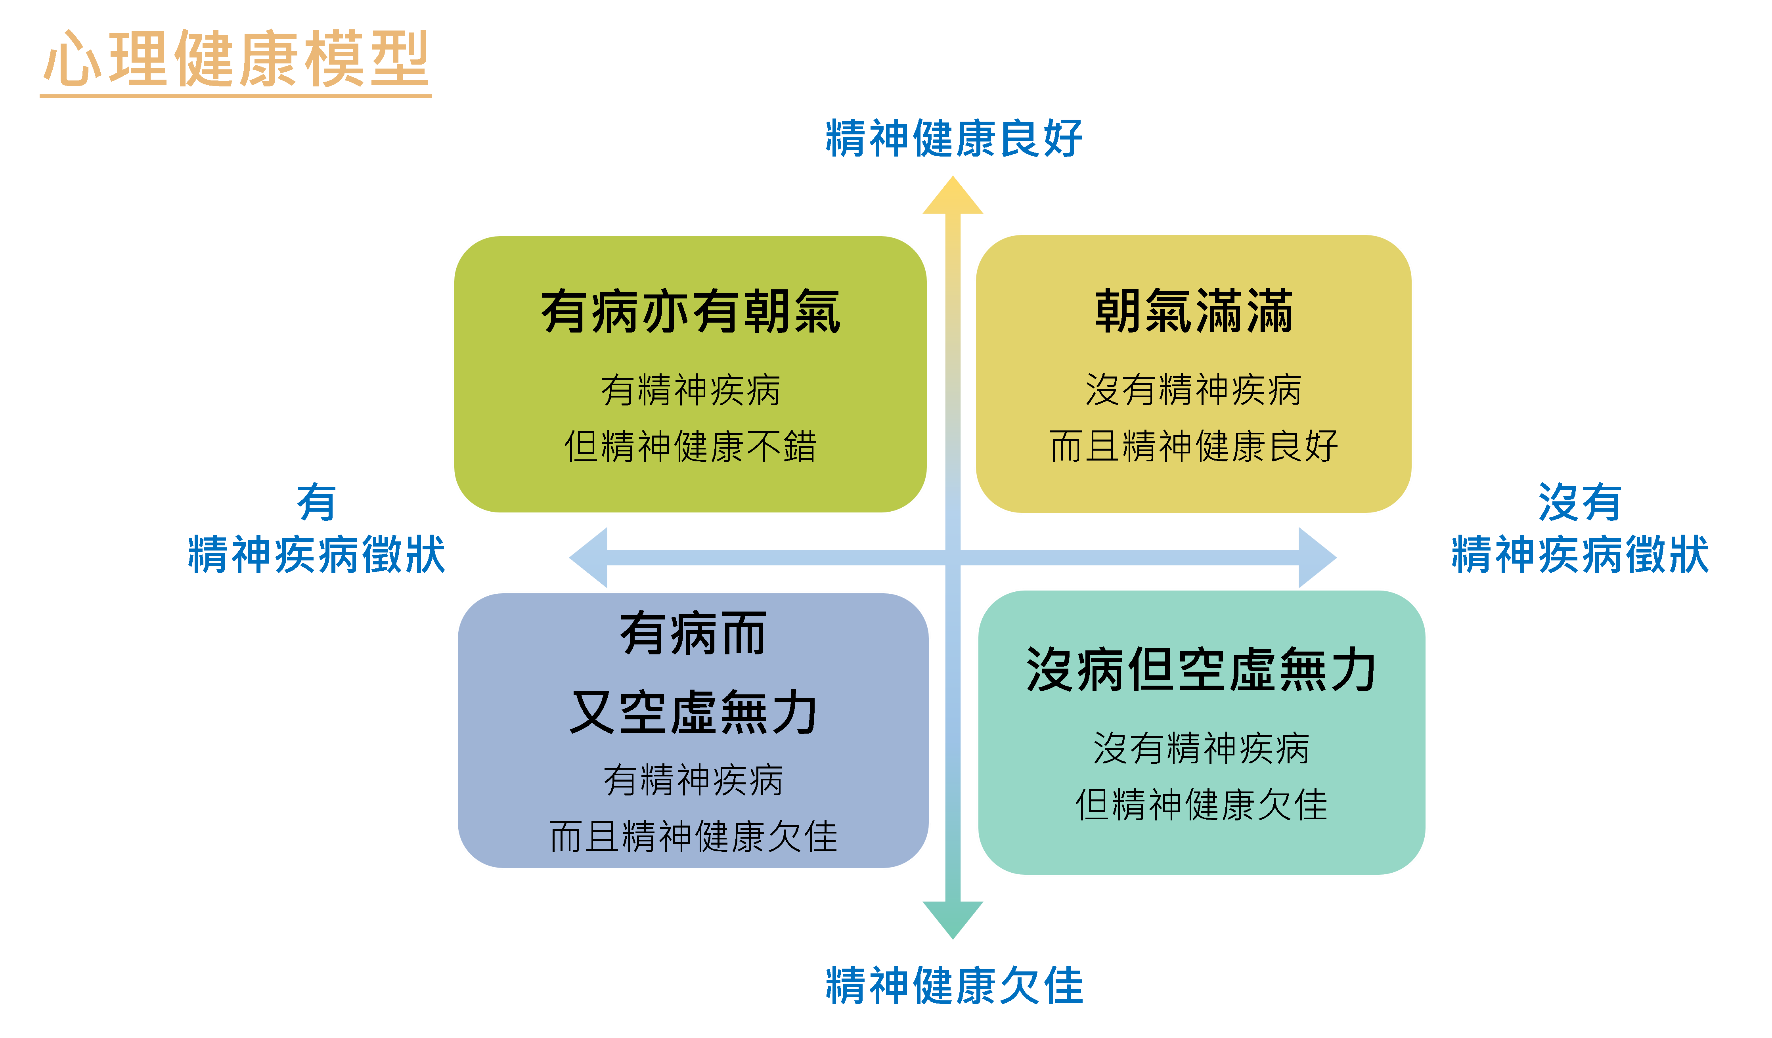 心理健康模型
精神健康良好
有病亦有朝氣
有精神疾病
但精神健康不錯
朝氣滿滿
沒有精神疾病
而且精神健康良好
有
精神疾病徵狀
沒有
精神疾病徵狀
有病而
又空虛無力
有精神疾病
而且精神健康欠佳
沒病但空虛無力
沒有精神疾病
但精神健康欠佳
精神健康欠佳